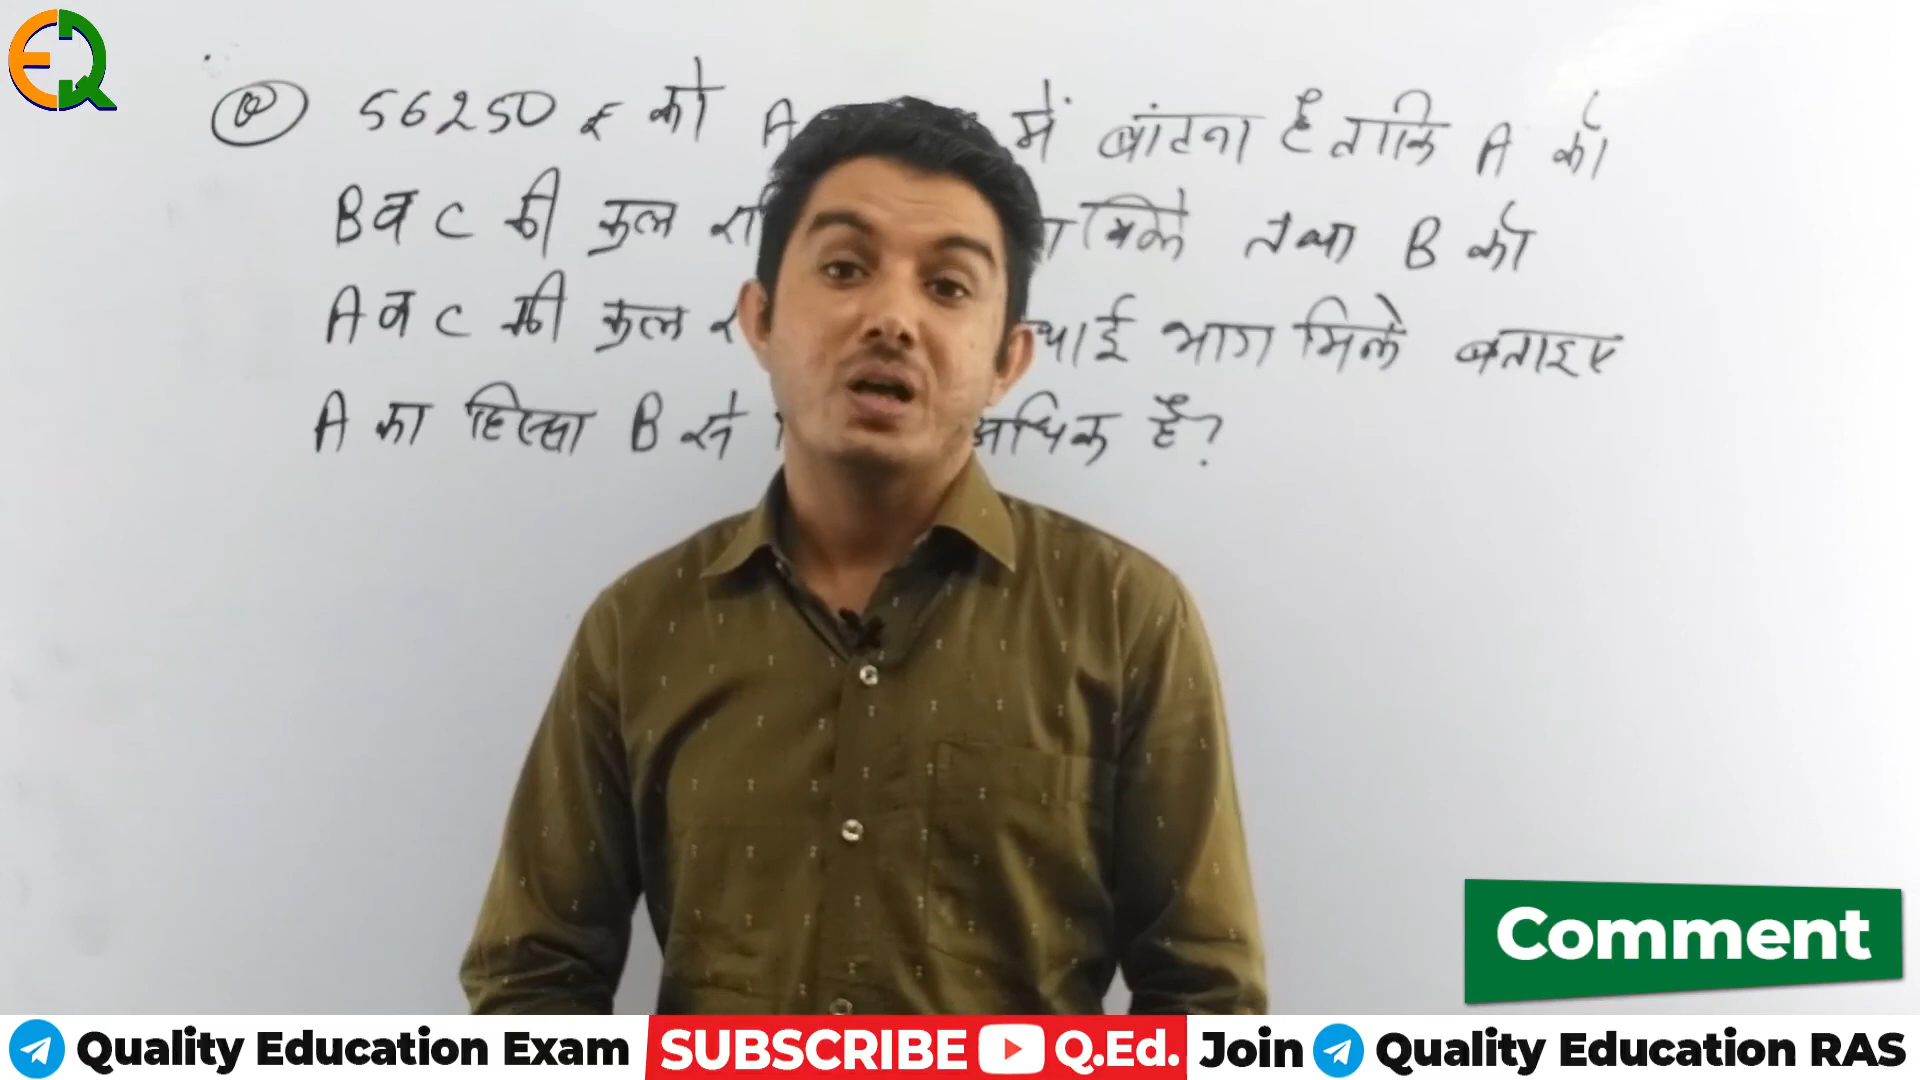 Q 56250 ₹ को A में बांटना है ताकि A को
B व C की कुल मिले तथा B को
A व C की कुल भाग मिले बताइए
A का हिस्सा B से अधिक है?
Comment
Quality Education Exam SUBSCRIBE Q.Ed. Join Quality Education RAS